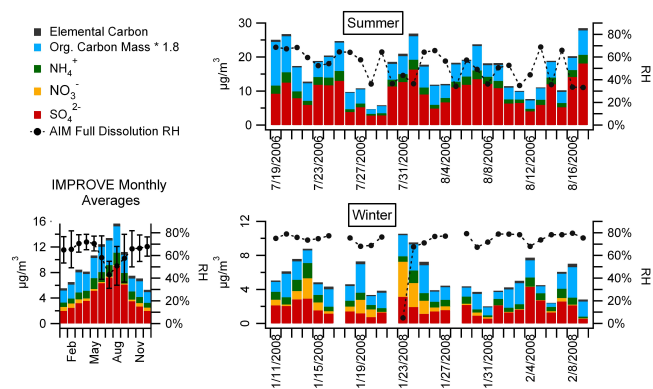 Elemental Carbon
Org. Carbon Mass * 1.8
NH4+
NO3-
SO42-
AIM Full Dissolution RH
Summer
30
20
10
0
µg/m3
80%
60%
40%
20%
0%
RH
7/19/2006
7/23/2006
7/27/2006
7/31/2006
8/4/2006
8/8/2006
8/12/2006
8/16/2006
IMPROVE Monthly
Averages
16
12
8
4
0
µg/m3
80%
60%
40%
20%
0%
RH
Feb
May
Aug
Nov
Winter
12
8
4
0
µg/m3
80%
60%
40%
20%
0%
RH
1/11/2008
1/15/2008
1/19/2008
1/23/2008
1/27/2008
1/31/2008
2/4/2008
2/8/2008